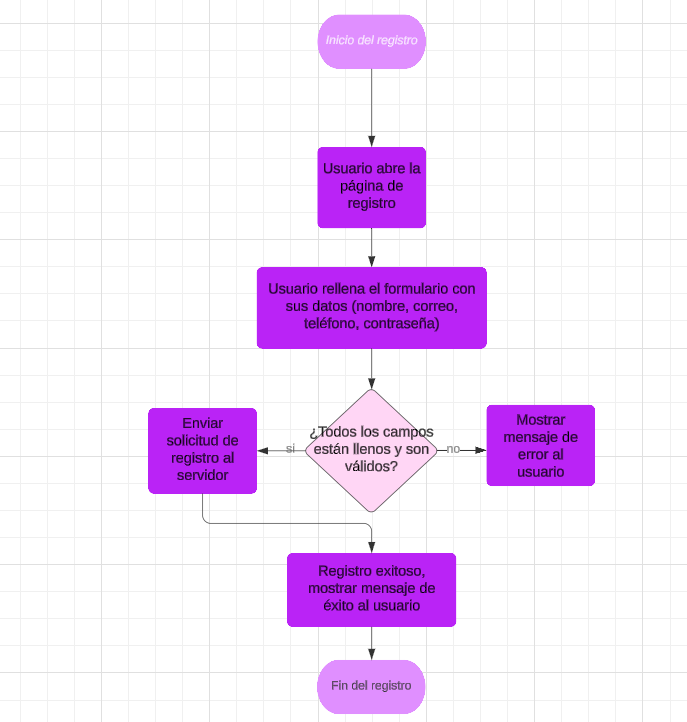 Inicio del registro
Usuario abre la
página de
registro
Usuario rellena el formulario con
sus datos (nombre, correo,
teléfono, contraseña)
¿Todos los campos
están llenos y son
válidos?
sí
no
Enviar
solicitud de
registro al
servidor
Mostrar
mensaje de
error al
usuario
Registro exitoso,
mostrar mensaje de
éxito al usuario
Fin del registro